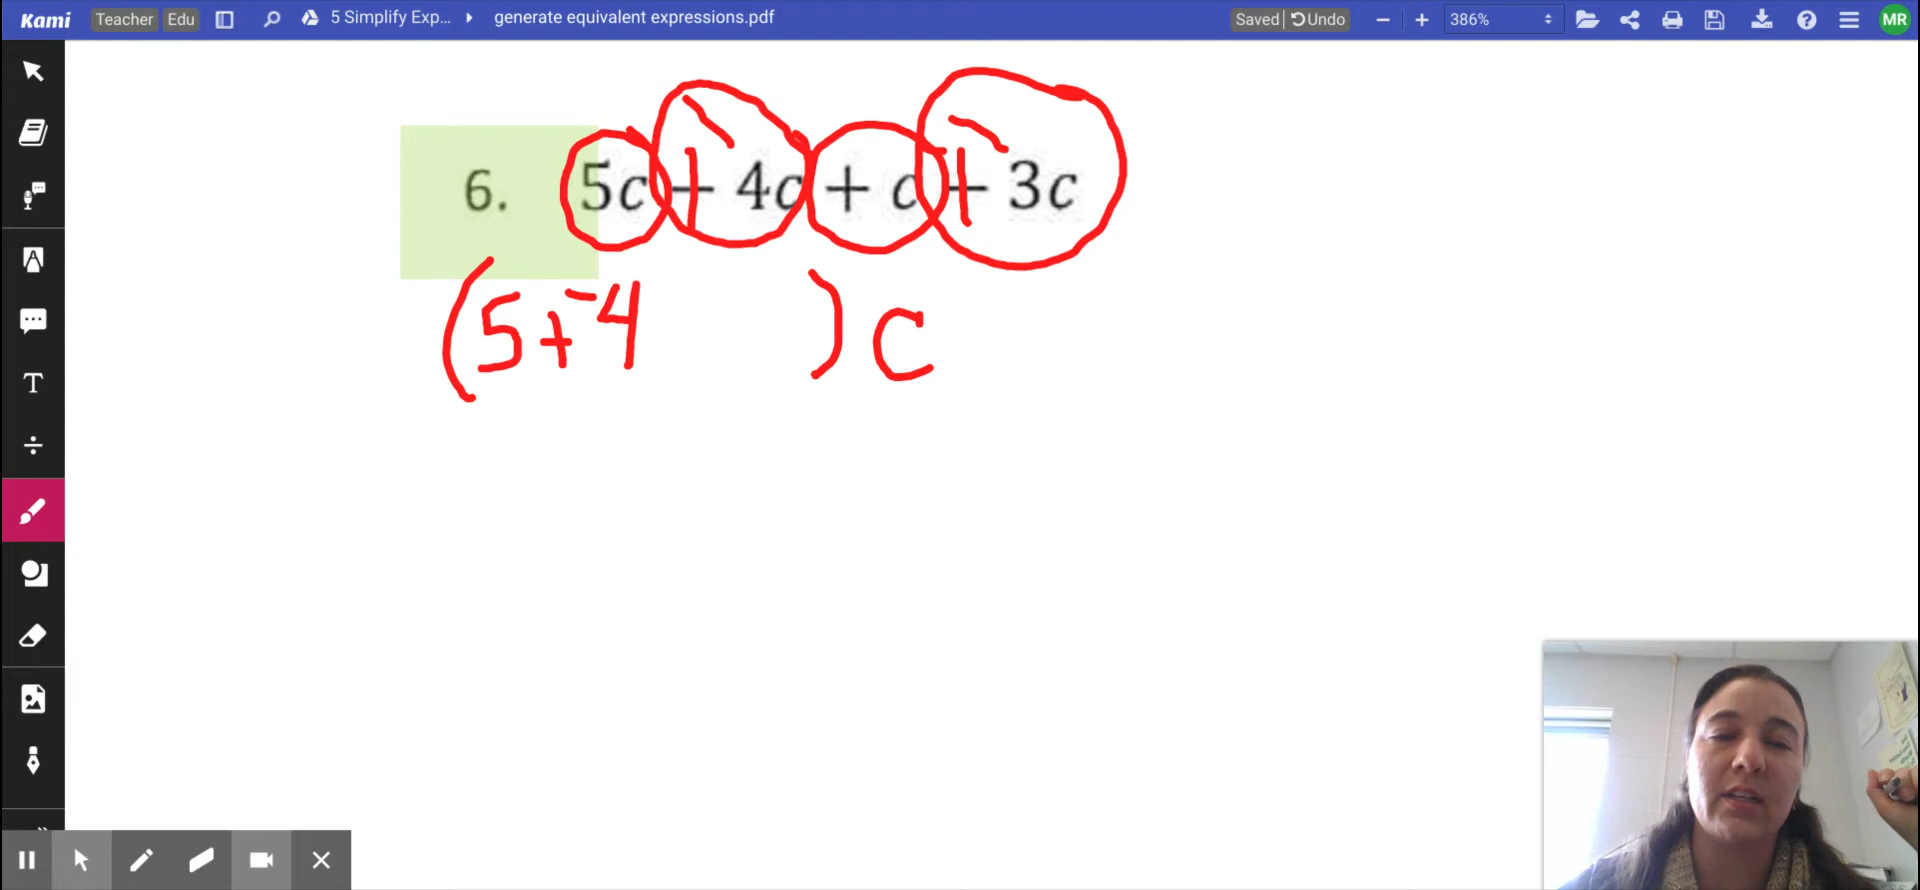 Kami Teacher Edu 5 Simplify Exp... generate equivalent expressions.pdf Saved Undo 386% MR
6. 5c + -4c + c + -3c
(5 + -4 ) c
T